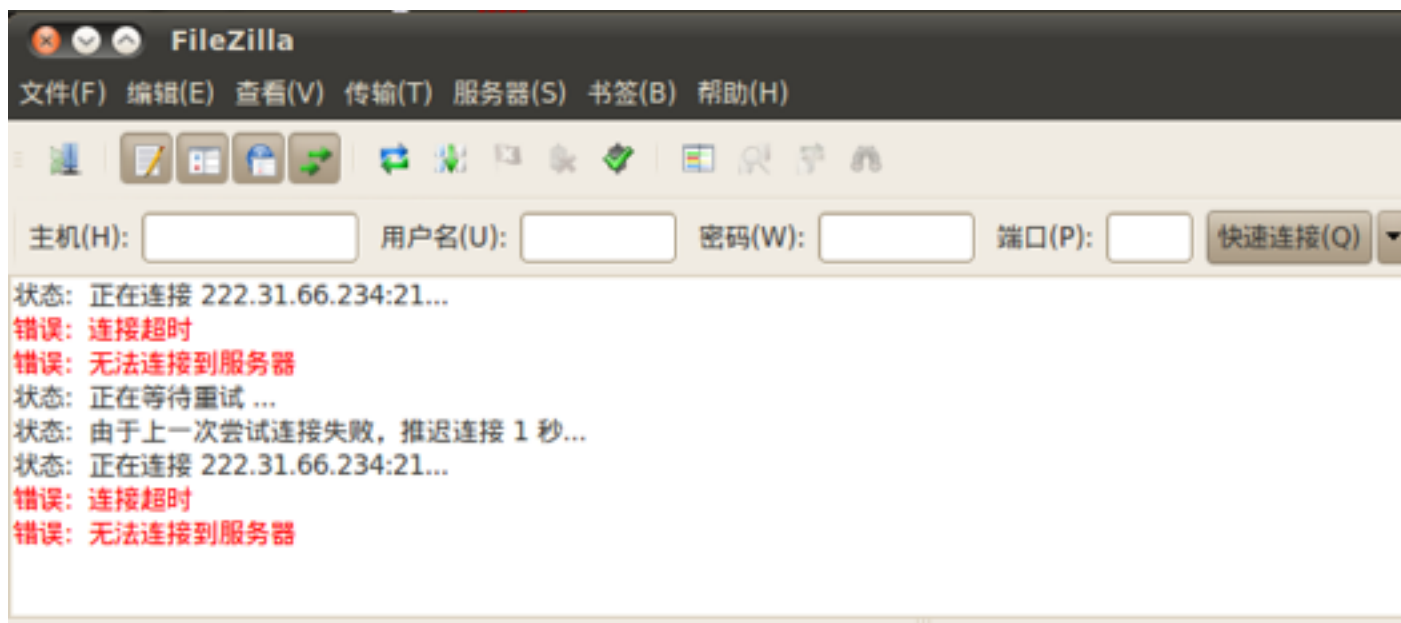 FileZilla
文件(F) 编辑(E) 查看(V) 传输(T) 服务器(S) 书签(B) 帮助(H)
主机(H): 用户名(U): 密码(W): 端口(P): 快速连接(Q)
状态: 正在连接 222.31.66.234:21...
错误: 连接超时
错误: 无法连接到服务器
状态: 正在等待重试 ...
状态: 由于上一次尝试连接失败，推迟连接 1 秒...
状态: 正在连接 222.31.66.234:21...
错误: 连接超时
错误: 无法连接到服务器